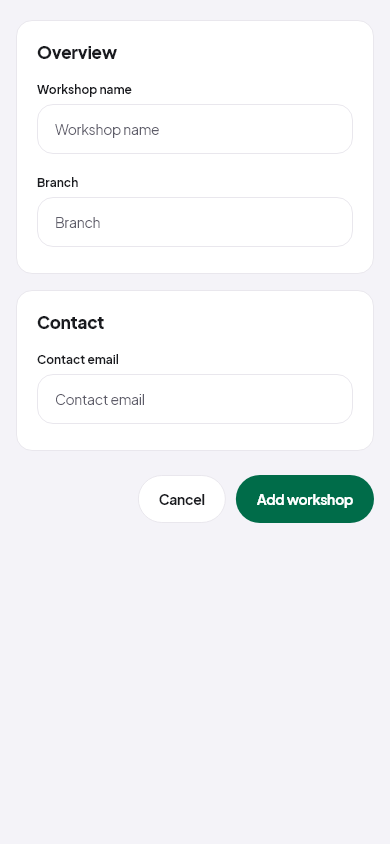 Overview
Workshop name
Workshop name
Branch
Branch
Contact
Contact email
Contact email
Cancel
Add workshop